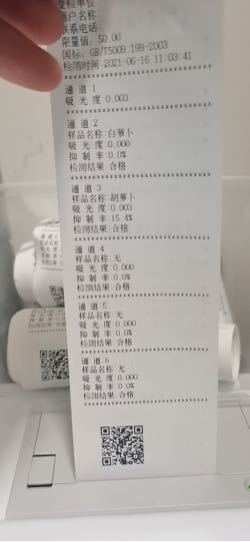 受检单位
商户名称
联系电话:
限量值: 50.00
国标: GB/T5009.199-2003
检测时间 2021-06-16 11:03:41
通道 1
吸光度:0.003
通道 2
样品名称 白萝卜
吸光度:0.000
抑制率:0.0%
检测结果 合格
通道 3
样品名称 胡萝卜
吸光度:0.003
抑制率:15.4%
检测结果 合格
通道 4
样品名称:无
吸光度:0.000
抑制率:0.0%
检测结果 合格
通道 5
样品名称:无
吸光度:0.000
抑制率:0.0%
检测结果 合格
通道 6
样品名称:无
吸光度:0.000
抑制率:0.0%
检测结果 合格